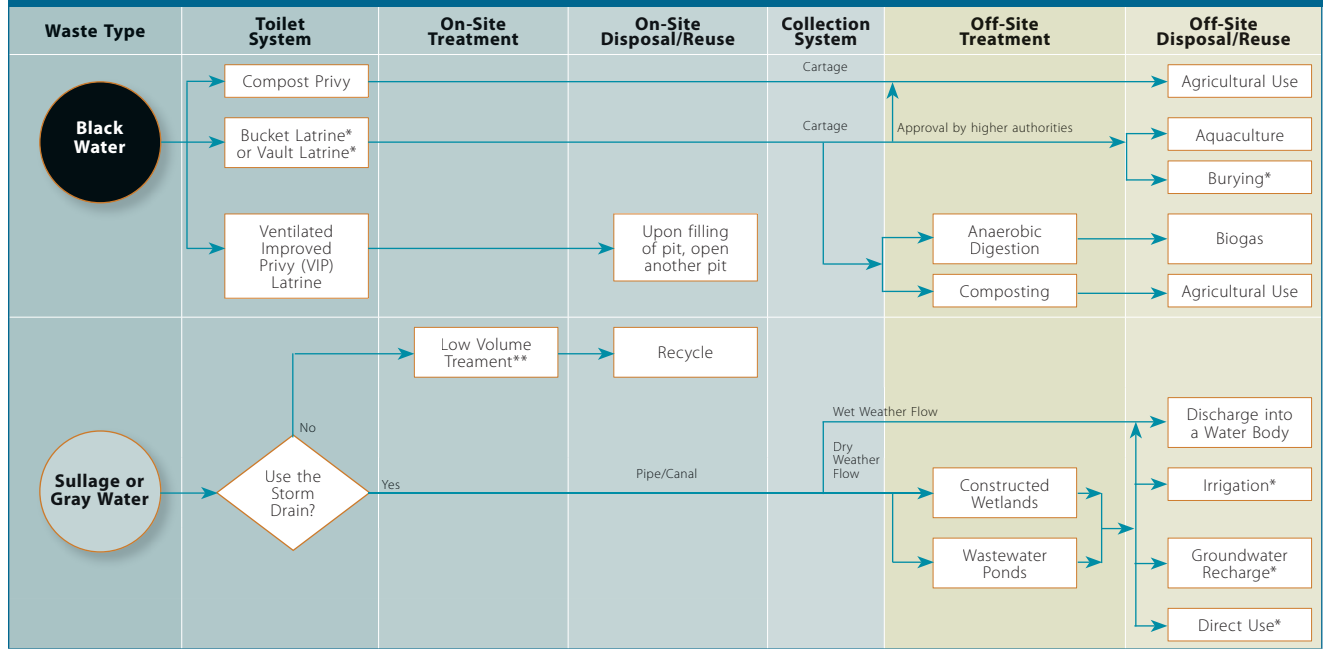 Waste Type
Toilet
System
On-Site
Treatment
On-Site
Disposal/Reuse
Collection
System
Off-Site
Treatment
Off-Site
Disposal/Reuse
Black
Water
Compost Privy
Cartage
Agricultural Use
Bucket Latrine*
or Vault Latrine*
Cartage
Approval by higher authorities
Aquaculture
Burying*
Ventilated
Improved
Privy (VIP)
Latrine
Upon filling
of pit, open
another pit
Anaerobic
Digestion
Biogas
Composting
Agricultural Use
Sullage or
Gray Water
Use the
Storm
Drain?
No
Low Volume
Treament**
Recycle
Yes
Pipe/Canal
Wet Weather Flow
Dry
Weather
Flow
Constructed
Wetlands
Wastewater
Ponds
Discharge into
a Water Body
Irrigation*
Groundwater
Recharge*
Direct Use*